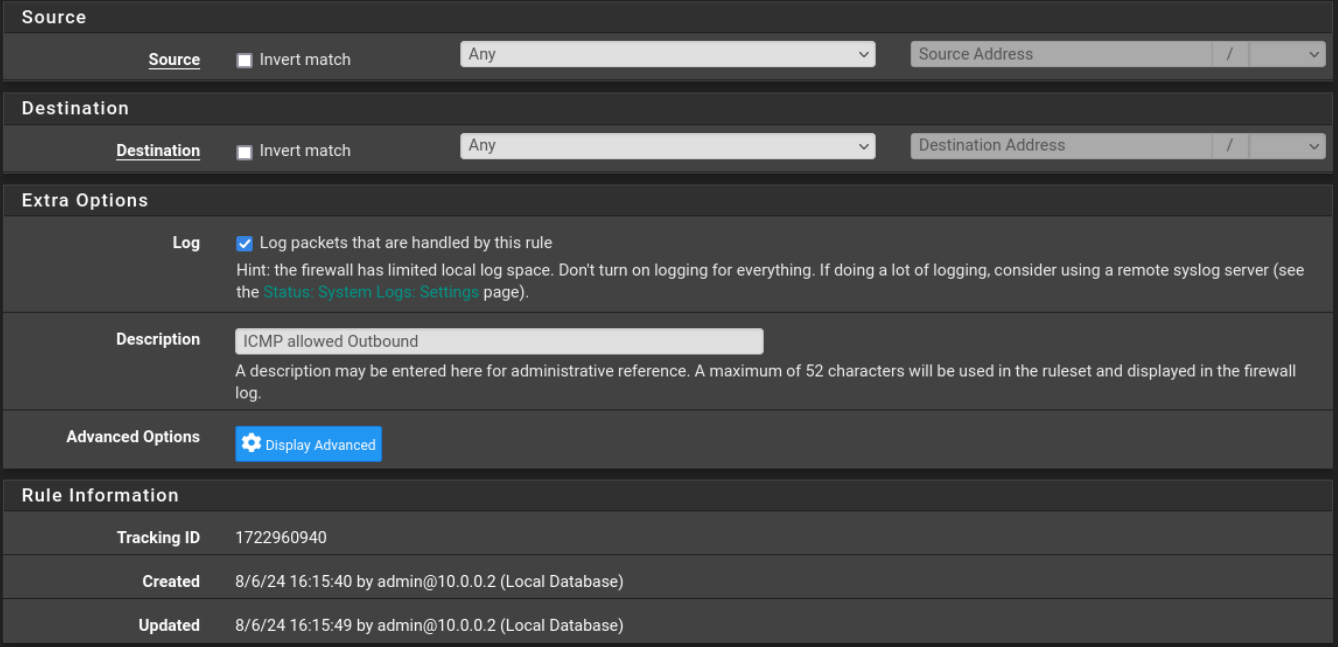 Source
Source Invert match Any Source Address /
Destination
Destination Invert match Any Destination Address /
Extra Options
Log Log packets that are handled by this rule
Hint: the firewall has limited local log space. Don't turn on logging for everything. If doing a lot of logging, consider using a remote syslog server (see
the Status: System Logs: Settings page).
Description ICMP allowed Outbound
A description may be entered here for administrative reference. A maximum of 52 characters will be used in the ruleset and displayed in the firewall
log.
Advanced Options Display Advanced
Rule Information
Tracking ID 1722960940
Created 8/6/24 16:15:40 by admin@10.0.0.2 (Local Database)
Updated 8/6/24 16:15:49 by admin@10.0.0.2 (Local Database)